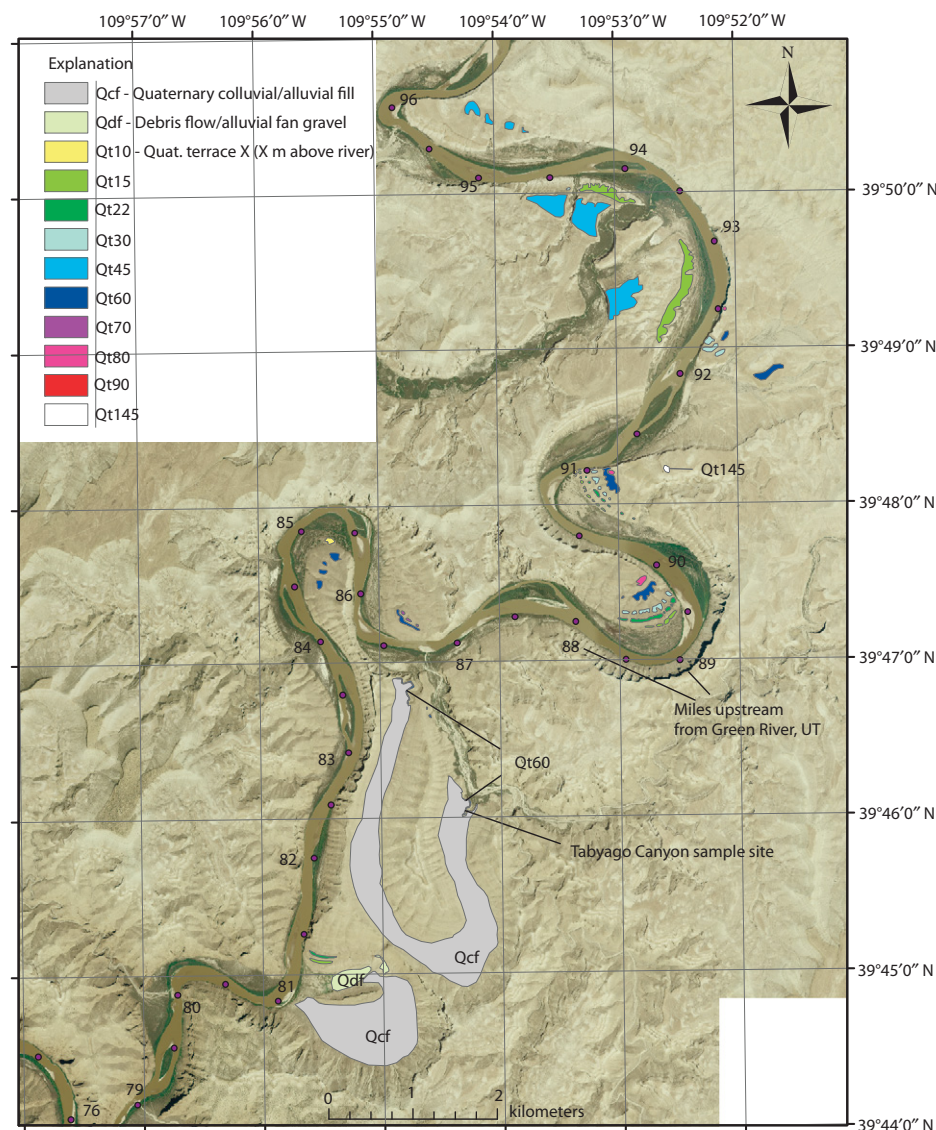 109°57’0” W
109°56’0” W
109°55’0” W
109°54’0” W
109°53’0” W
109°52’0” W
Explanation
Qcf - Quaternary colluvial/alluvial fill
Qdf - Debris flow/alluvial fan gravel
Qt10 - Quat. terrace X (X m above river)
Qt15
Qt22
Qt30
Qt45
Qt60
Qt70
Qt80
Qt90
Qt145
N
96
95
94
39°50’0” N
93
39°49’0” N
92
91
Qt145
39°48’0” N
85
90
86
84
87
88
89
39°47’0” N
Miles upstream
from Green River, UT
83
Qt60
39°46’0” N
82
Tabyago Canyon sample site
Qcf
39°45’0” N
81
Qdf
80
Qcf
79
76
0
1
2
kilometers
39°44’0” N